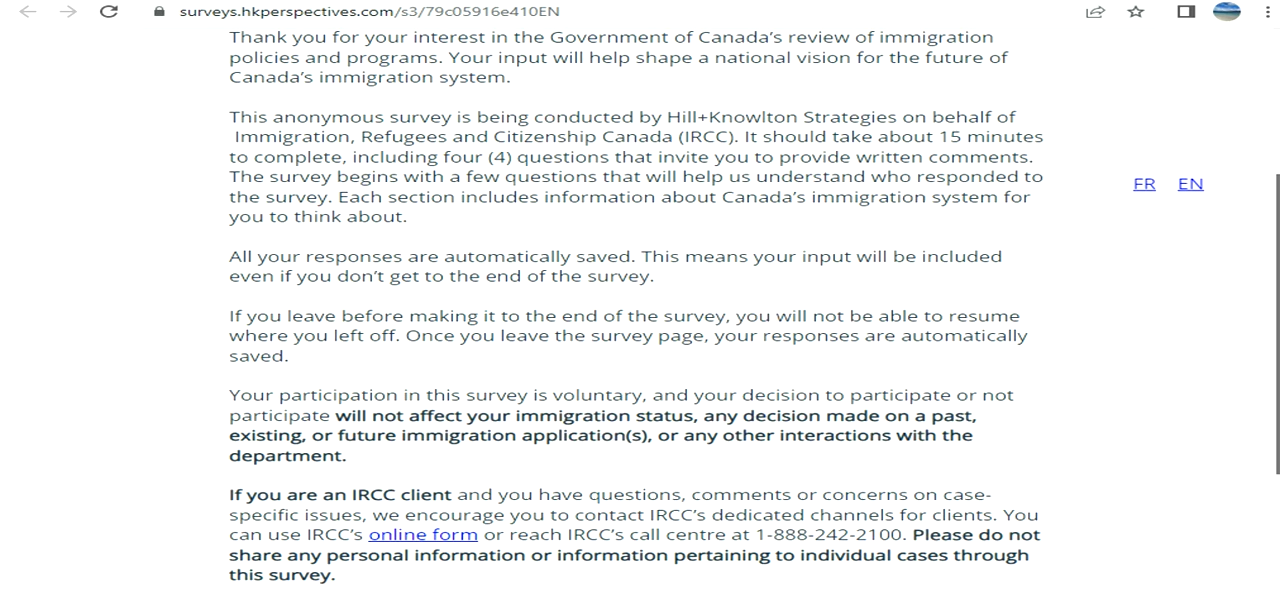 surveys.hkperspectives.com/s3/79c05916e410EN
Thank you for your interest in the Government of Canada’s review of immigration
policies and programs. Your input will help shape a national vision for the future of
Canada’s immigration system.
This anonymous survey is being conducted by Hill+Knowlton Strategies on behalf of
Immigration, Refugees and Citizenship Canada (IRCC). It should take about 15 minutes
to complete, including four (4) questions that invite you to provide written comments.
The survey begins with a few questions that will help us understand who responded to
the survey. Each section includes information about Canada’s immigration system for
you to think about.
FR EN
All your responses are automatically saved. This means your input will be included
even if you don’t get to the end of the survey.
If you leave before making it to the end of the survey, you will not be able to resume
where you left off. Once you leave the survey page, your responses are automatically
saved.
Your participation in this survey is voluntary, and your decision to participate or not
participate will not affect your immigration status, any decision made on a past,
existing, or future immigration application(s), or any other interactions with the
department.
If you are an IRCC client and you have questions, comments or concerns on case-
specific issues, we encourage you to contact IRCC’s dedicated channels for clients. You
can use IRCC’s online form or reach IRCC’s call centre at 1-888-242-2100. Please do not
share any personal information or information pertaining to individual cases through
this survey.